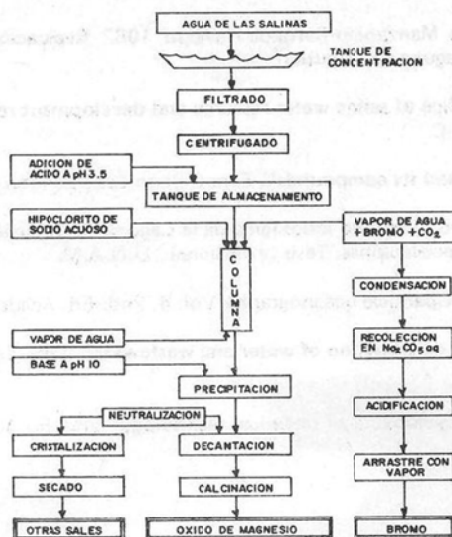 AGUA DE LAS SALINAS
TANQUE DE
CONCENTRACION
FILTRADO
CENTRIFUGADO
ADICION DE
ACIDO A pH 3.5
TANQUE DE ALMACENAMIENTO
HIPOCLORITO DE
SODIO ACUOSO
VAPOR DE AGUA
+BROMO +CO2
COLUMNA
CONDENSACION
RECOLECCION
EN Na2CO3 aq
VAPOR DE AGUA
BASE A pH 10
PRECIPITACION
ACIDIFICACION
NEUTRALIZACION
CRISTALIZACION
DECANTACION
ARRASTRE CON
VAPOR
SECADO
CALCINACION
OTRAS SALES
OXIDO DE MAGNESIO
BROMO